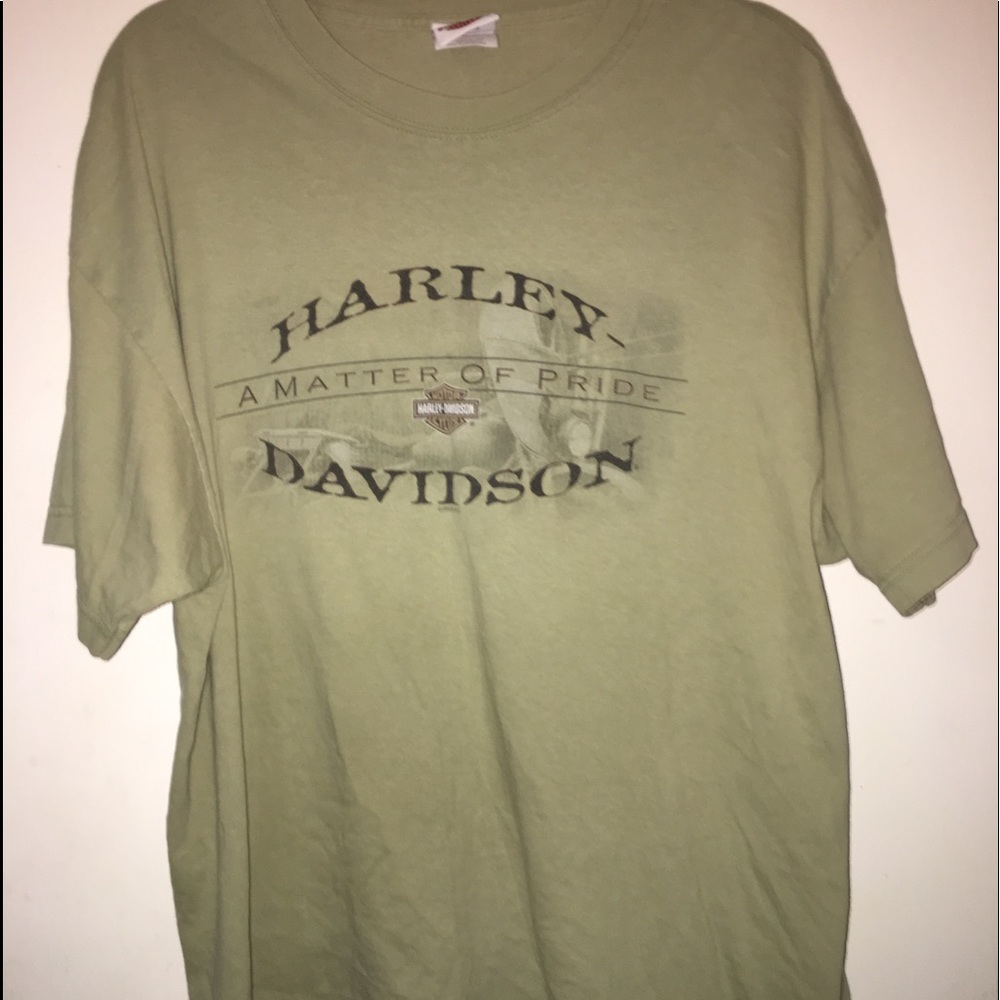 HARLEY-
A MATTER OF PRIDE
HARLEY-DAVIDSON
DAVIDSON